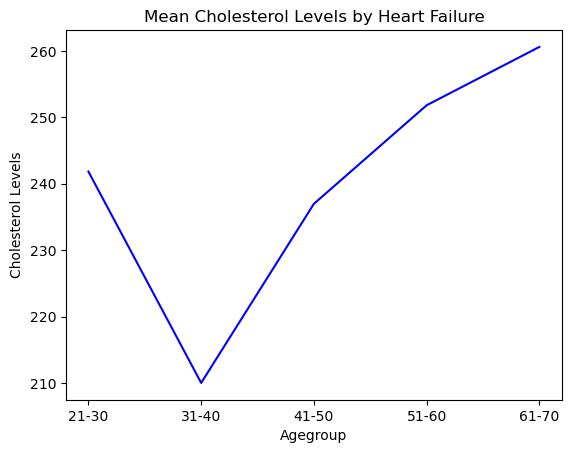 Mean Cholesterol Levels by Heart Failure
260
250
240
230
220
210
Cholesterol Levels
21-30 31-40 41-50 51-60 61-70
Agegroup